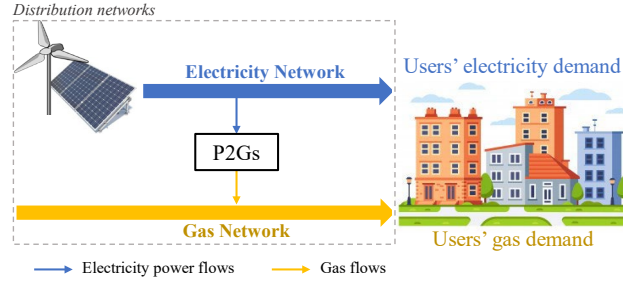 Distribution networks
Electricity Network
Users' electricity demand
P2Gs
Gas Network
Users' gas demand
Electricity power flows
Gas flows